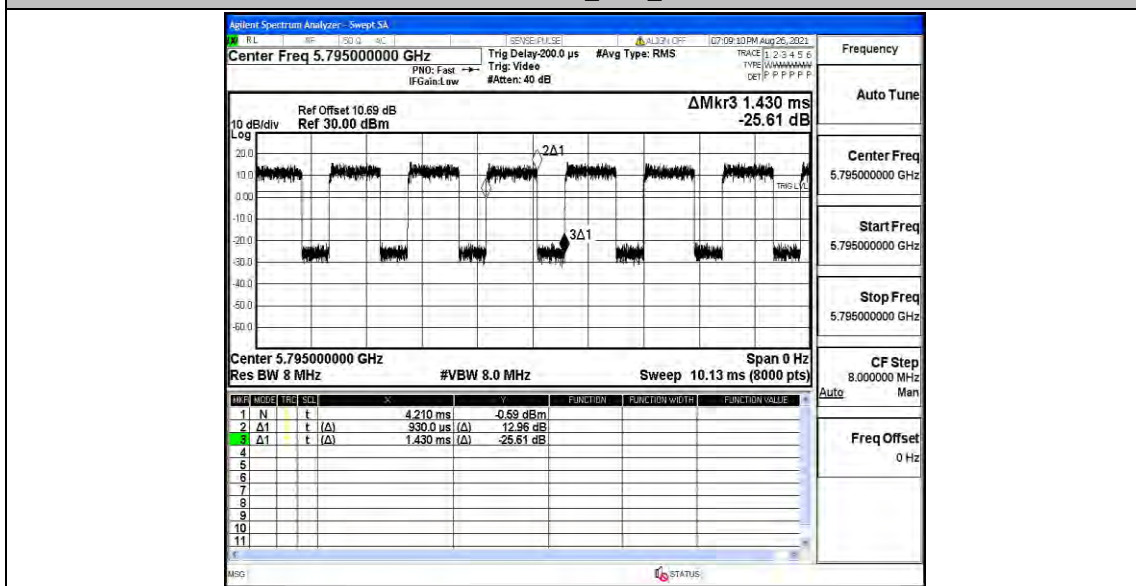 Agilent Spectrum Analyzer - Swept SA
RL RF 50 Ω AC SENSE:PULSE ALIGN OFF 07:09:10 PM Aug 26, 2021
Center Freq 5.795000000 GHz
PNO: Fast
IFGain:Low
Trig Delay-200.0 µs
Trig: Video
#Atten: 40 dB
#Avg Type: RMS
TRACE 1 2 3 4 5 6
TYPE WWWWWW
DET P P P P P P
ΔMkr3 1.430 ms
-25.61 dB
Ref Offset 10.69 dB
10 dB/div Ref 30.00 dBm
Log
20.0
10.0
0.00
-10.0
-20.0
-30.0
-40.0
-50.0
-60.0
2Δ1
TRIG LVL
3Δ1
Center 5.795000000 GHz Span 0 Hz
Res BW 8 MHz #VBW 8.0 MHz Sweep 10.13 ms (8000 pts)
MKR MODE TRC SCL X Y FUNCTION FUNCTION WIDTH FUNCTION VALUE
1 N t 4.210 ms -0.59 dBm
2 Δ1 t (Δ) 930.0 us (Δ) 12.96 dB
3 Δ1 t (Δ) 1.430 ms (Δ) -25.61 dB
4
5
6
7
8
9
10
11
MSG STATUS
Frequency
Auto Tune
Center Freq
5.795000000 GHz
Start Freq
5.795000000 GHz
Stop Freq
5.795000000 GHz
CF Step
8.000000 MHz
Auto Man
Freq Offset
0 Hz